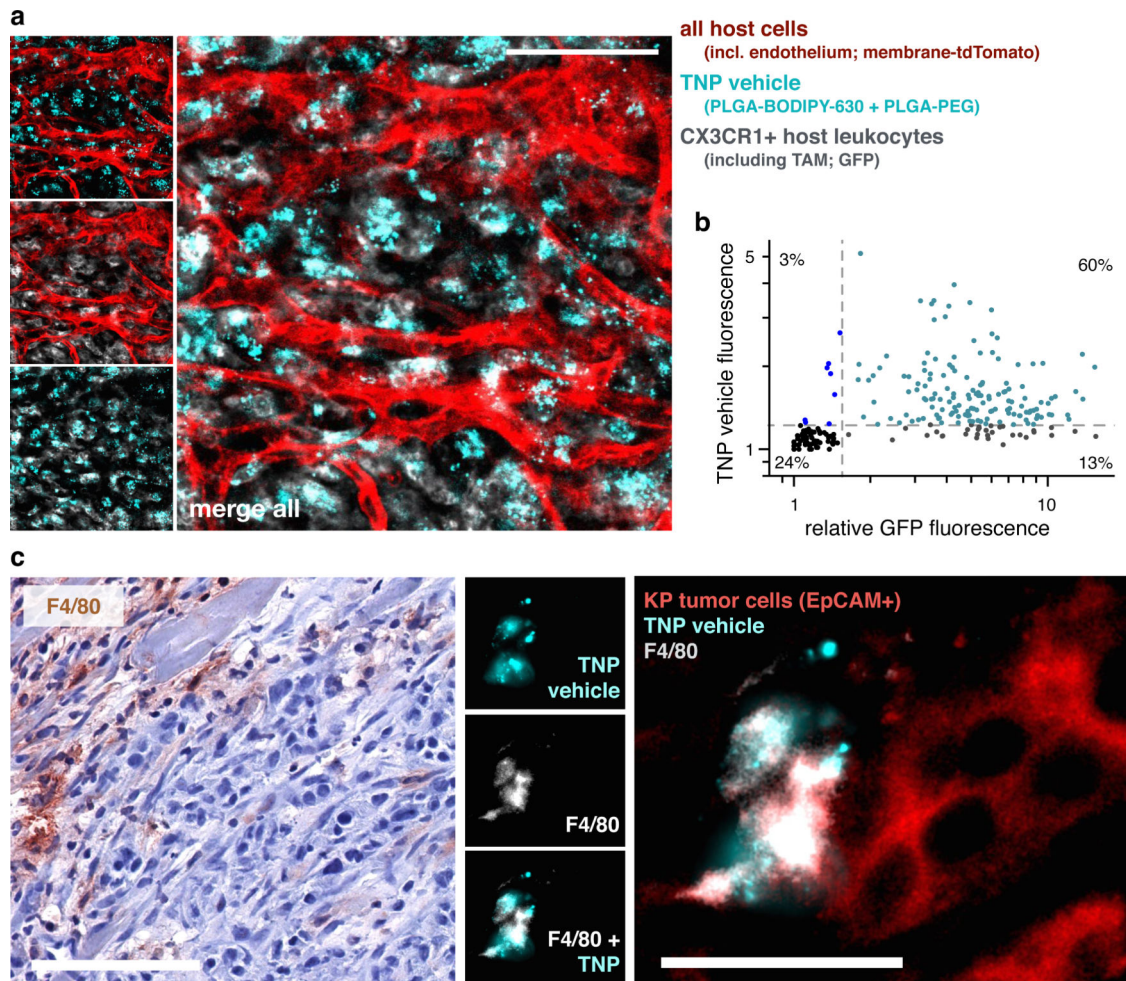 a
merge all
all host cells
(incl. endothelium; membrane-tdTomato)
TNP vehicle
(PLGA-BODIPY-630 + PLGA-PEG)
CX3CR1+ host leukocytes
(including TAM; GFP)
b
TNP vehicle fluorescence
5
1
3%
60%
24%
13%
1
10
relative GFP fluorescence
c
F4/80
TNP
vehicle
F4/80
F4/80 +
TNP
KP tumor cells (EpCAM+)
TNP vehicle
F4/80